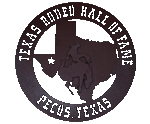 TEXAS RODEO HALL OF FAME
PECOS, TEXAS